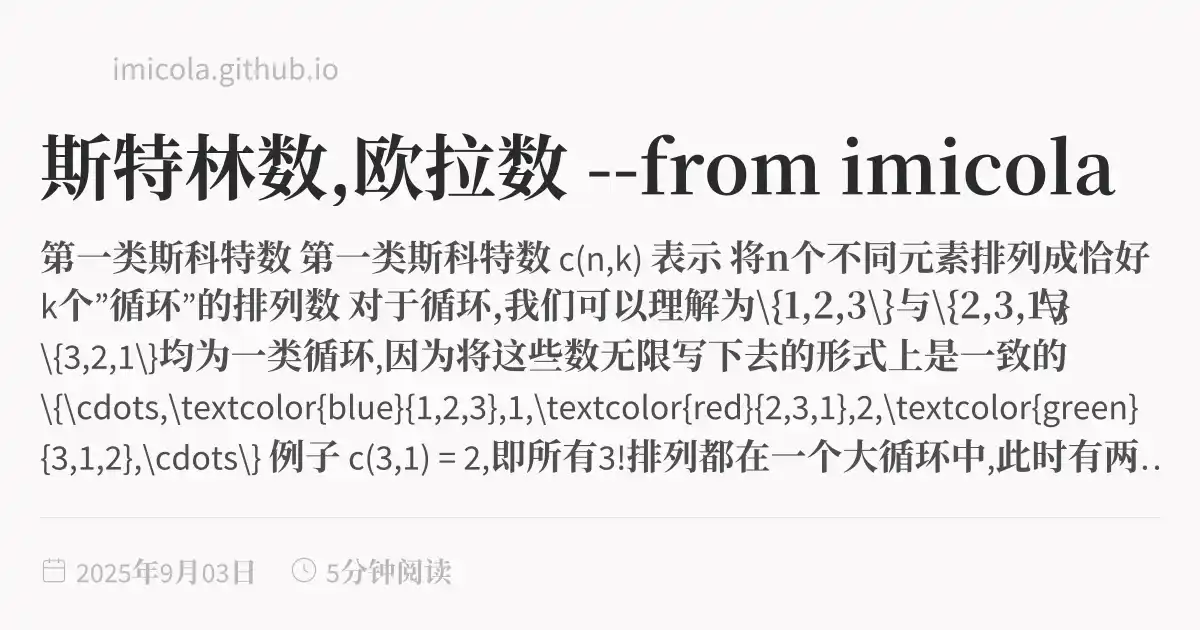 imicola.github.io
斯特林数,欧拉数 --from imicola
第一类斯科特数 第一类斯科特数 c(n,k) 表示 将n个不同元素排列成恰好
k个”循环”的排列数 对于循环,我们可以理解为\{1,2,3\}与\{2,3,1\}与
\{3,2,1\}均为一类循环,因为将这些数无限写下去的形式上是一致的
\{\cdots,\textcolor{blue}{1,2,3},1,\textcolor{red}{2,3,1},2,\textcolor{green}
{3,1,2},\cdots\} 例子 c(3,1) = 2,即所有3!排列都在一个大循环中,此时有两…
2025年9月03日 5分钟阅读